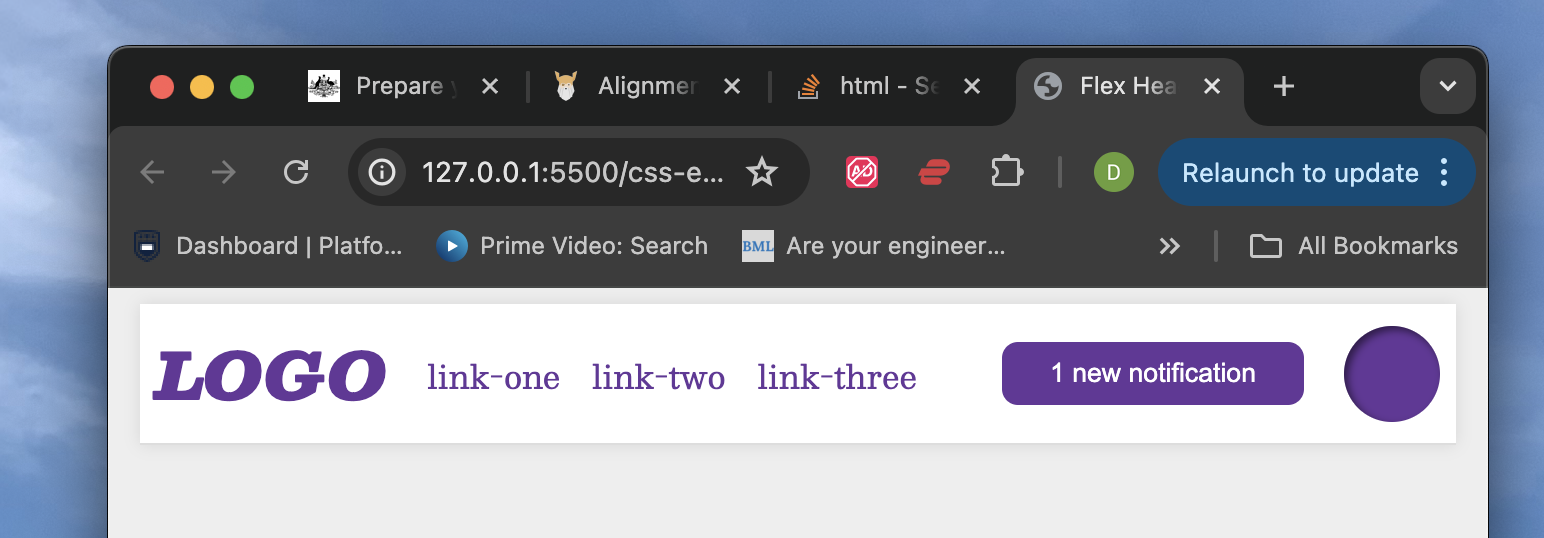 Prepare
Alignmer
html - Se
Flex Hea
127.0.0.1:5500/css-e...
D
Relaunch to update
Dashboard | Platfo...
Prime Video: Search
BML
Are your engineer...
All Bookmarks
LOGO
link-one
link-two
link-three
1 new notification